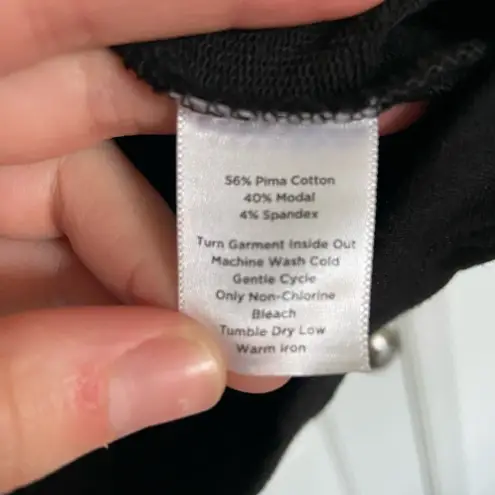 56% Pima Cotton
40% Modal
4% Spandex
Turn Garment Inside Out
Machine Wash Cold
Gentle Cycle
Only Non-Chlorine
Bleach
Tumble Dry Low
Warm Iron